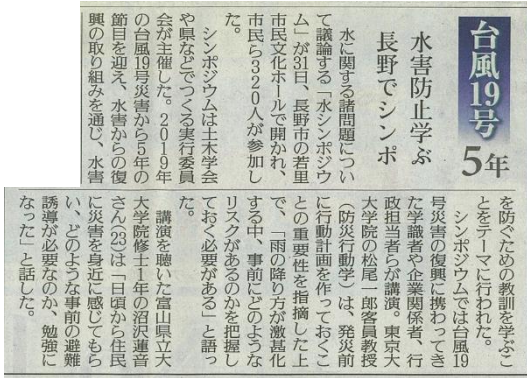 台風19号
5年
水害防止学ぶ
長野でシンポ
水に関する諸問題につい
て議論する「水シンポジウ
ム」が31日、長野市の若里
市民文化ホールで開かれ、
市民ら320人が参加し
た。
シンポジウムは土木学会
や県などでつくる実行委員
会が主催した。2019年
の台風19号災害から5年の
節目を迎え、水害からの復
興の取り組みを通じ、水害
を防ぐための教訓を学ぶこ
とをテーマに行われた。
シンポジウムでは台風19
号災害の復興に携わってき
た学識者や企業関係者、行
政担当者らが講演。東京大
大学院の松尾一郎客員教授
(防災行動学)は、発災前
に行動計画を作っておくこ
との重要性を指摘した上
で、「雨の降り方が激甚化
する中、事前にどのような
リスクがあるのかを把握し
ておく必要がある」と語っ
た。
講演を聴いた富山県立大
大学院修士1年の沼沢蓮音
さん(23)は「日頃から住民
に災害を身近に感じてもら
い、どのような事前の避難
誘導が必要なのか、勉強に
なった」と話した。